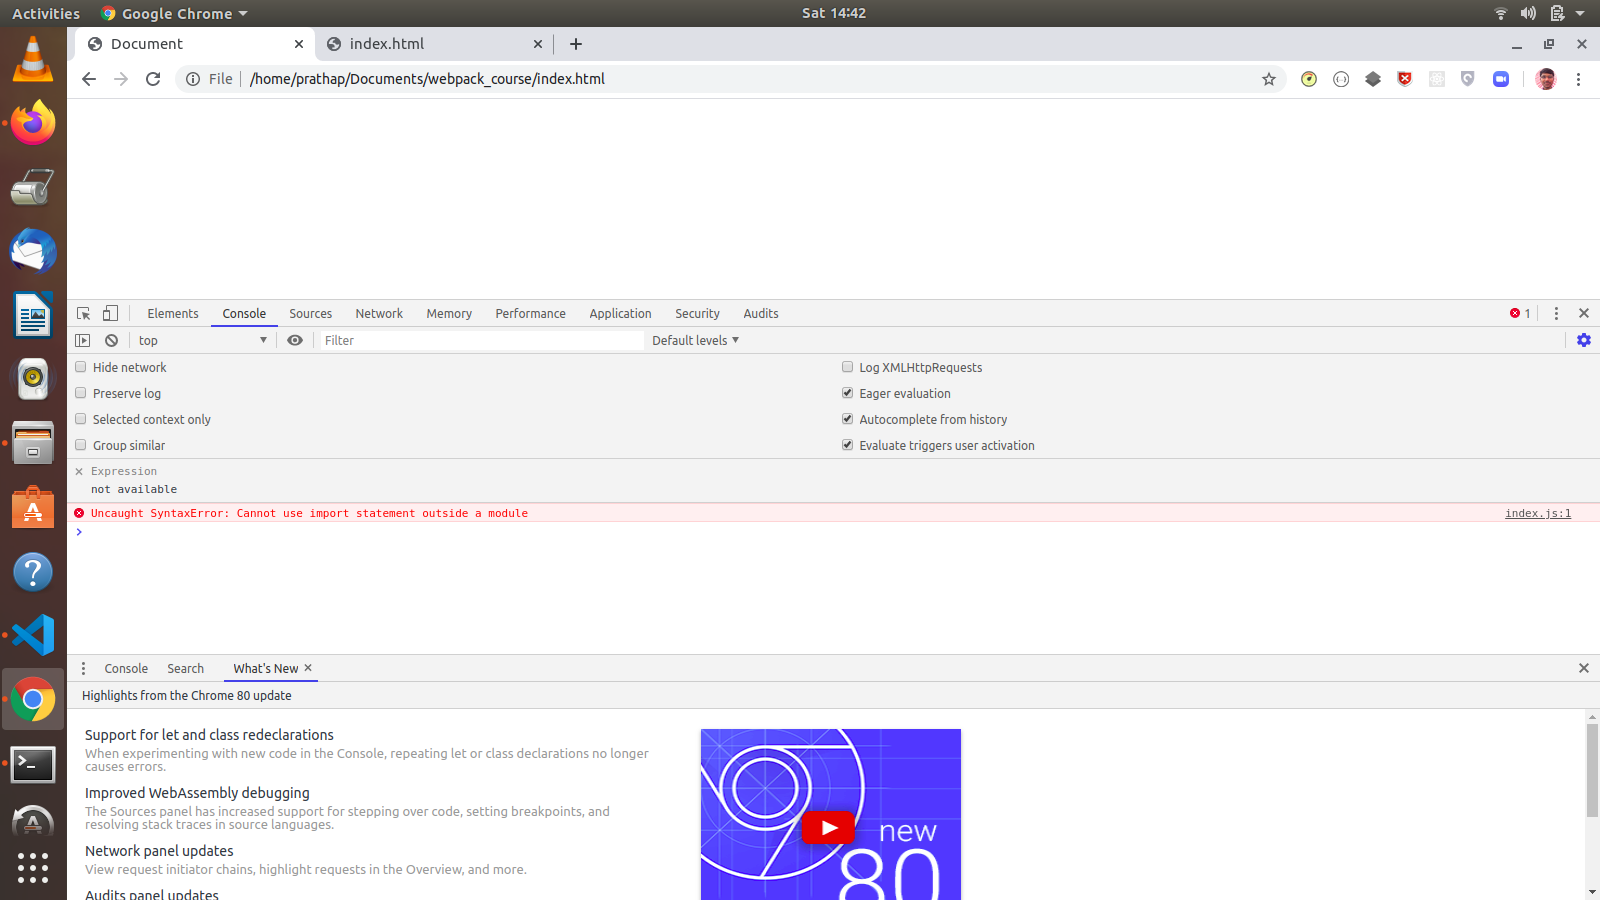 Activities Google Chrome Sat 14:42
Document index.html
File /home/prathap/Documents/webpack_course/index.html
Elements Console Sources Network Memory Performance Application Security Audits 1
top Filter Default levels
Hide network Log XMLHttpRequests
Preserve log Eager evaluation
Selected context only Autocomplete from history
Group similar Evaluate triggers user activation
Expression
not available
Uncaught SyntaxError: Cannot use import statement outside a module index.js:1
Console Search What's New
Highlights from the Chrome 80 update
Support for let and class redeclarations
When experimenting with new code in the Console, repeating let or class declarations no longer
causes errors.
Improved WebAssembly debugging
The Sources panel has increased support for stepping over code, setting breakpoints, and
resolving stack traces in source languages.
Network panel updates
View request initiator chains, highlight requests in the Overview, and more.
Audits panel updates
new
80